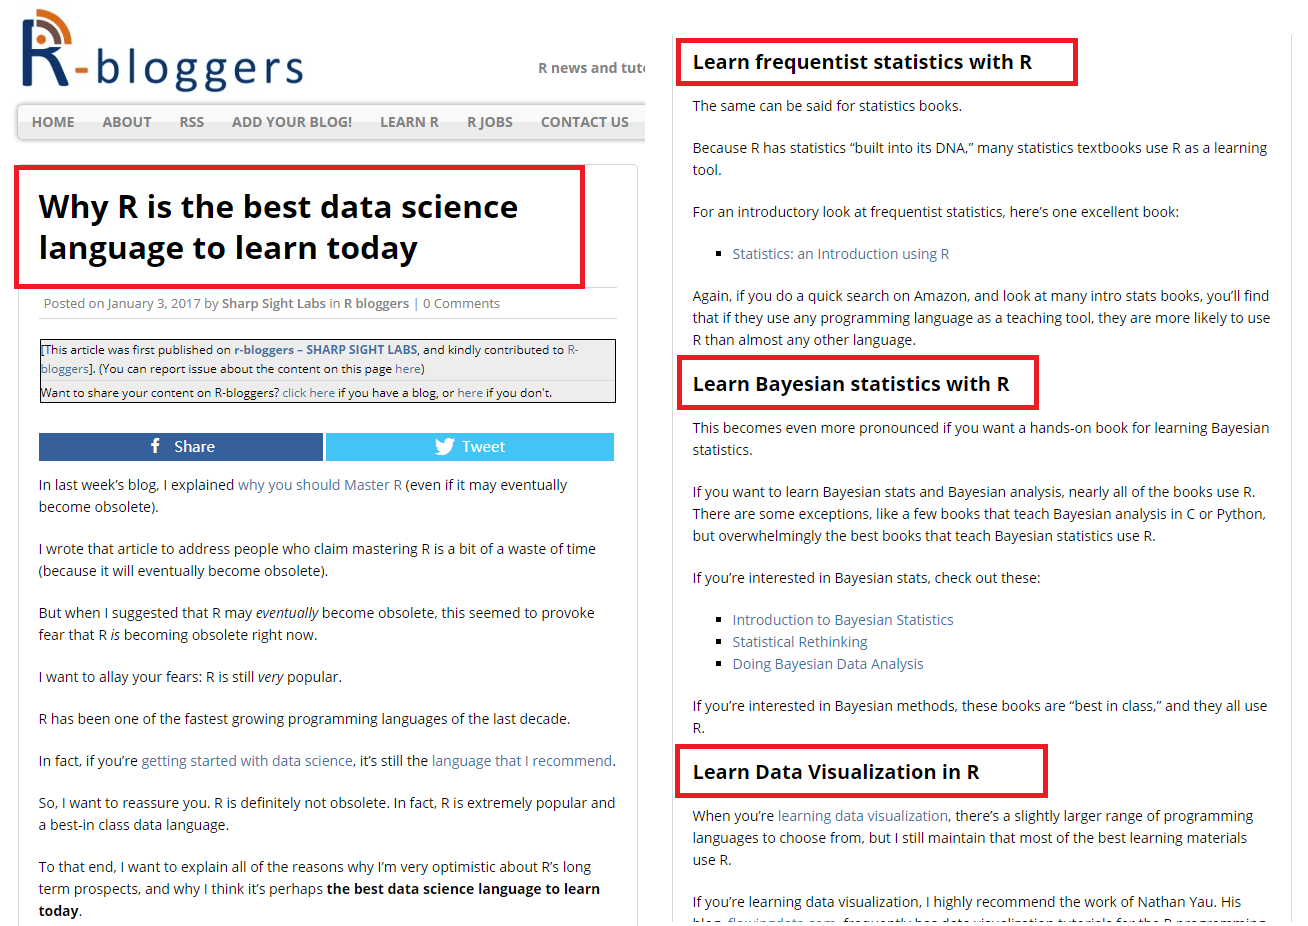 R-bloggers
R news and tuto
HOME ABOUT RSS ADD YOUR BLOG! LEARN R R JOBS CONTACT US
Why R is the best data science
language to learn today
Posted on January 3, 2017 by Sharp Sight Labs in R bloggers | 0 Comments
[This article was first published on r-bloggers – SHARP SIGHT LABS, and kindly contributed to R-
bloggers]. (You can report issue about the content on this page here)
Want to share your content on R-bloggers? click here if you have a blog, or here if you don't.
Share Tweet
In last week's blog, I explained why you should Master R (even if it may eventually
become obsolete).
I wrote that article to address people who claim mastering R is a bit of a waste of time
(because it will eventually become obsolete).
But when I suggested that R may eventually become obsolete, this seemed to provoke
fear that R is becoming obsolete right now.
I want to allay your fears: R is still very popular.
R has been one of the fastest growing programming languages of the last decade.
In fact, if you're getting started with data science, it's still the language that I recommend.
So, I want to reassure you. R is definitely not obsolete. In fact, R is extremely popular and
a best-in class data language.
To that end, I want to explain all of the reasons why I'm very optimistic about R's long
term prospects, and why I think it's perhaps the best data science language to learn
today.
Learn frequentist statistics with R
The same can be said for statistics books.
Because R has statistics “built into its DNA,” many statistics textbooks use R as a learning
tool.
For an introductory look at frequentist statistics, here's one excellent book:
Statistics: an Introduction using R
Again, if you do a quick search on Amazon, and look at many intro stats books, you'll find
that if they use any programming language as a teaching tool, they are more likely to use
R than almost any other language.
Learn Bayesian statistics with R
This becomes even more pronounced if you want a hands-on book for learning Bayesian
statistics.
If you want to learn Bayesian stats and Bayesian analysis, nearly all of the books use R.
There are some exceptions, like a few books that teach Bayesian analysis in C or Python,
but overwhelmingly the best books that teach Bayesian statistics use R.
If you're interested in Bayesian stats, check out these:
Introduction to Bayesian Statistics
Statistical Rethinking
Doing Bayesian Data Analysis
If you're interested in Bayesian methods, these books are “best in class,” and they all use
R.
Learn Data Visualization in R
When you're learning data visualization, there's a slightly larger range of programming
languages to choose from, but I still maintain that most of the best learning materials
use R.
If you're learning data visualization, I highly recommend the work of Nathan Yau. His
blog, flowingdata.com, frequently has data visualization tutorials for the R programming